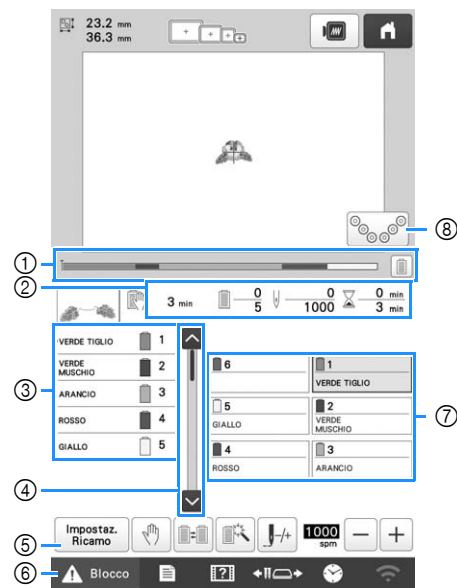 23.2 mm
36.3 mm
⑧
①
②
3 min
0 0 0 min
5 1000 3 min
③
VERDE TIGLIO 1
VERDE MUSCHIO 2
ARANCIO 3
ROSSO 4
GIALLO 5
6
1
VERDE TIGLIO
5
GIALLO
2
VERDE
MUSCHIO
4
ROSSO
3
ARANCIO
⑦
④
⑤
Impostaz.
Ricamo
-/+
1000
spm
− +
⑥
Blocco
?